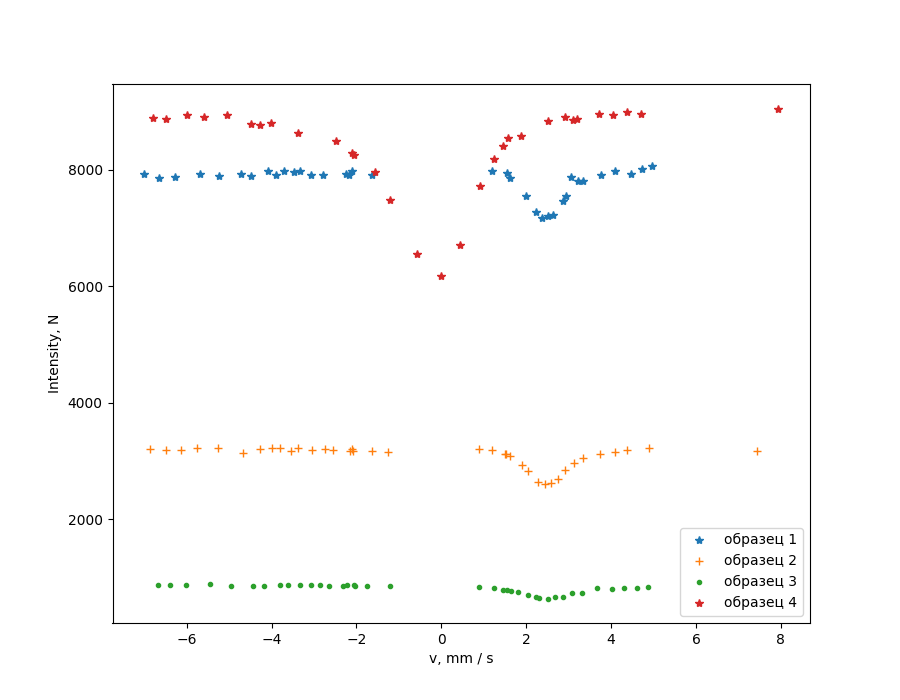 8000
6000
4000
2000
Intensity, N
−6
−4
−2
0
2
4
6
8
v, mm / s
образец 1
образец 2
образец 3
образец 4